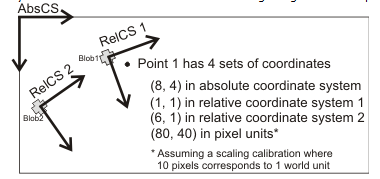 AbsCS
RelCS 1
Blob1
RelCS 2
Blob2
• Point 1 has 4 sets of coordinates
(8, 4) in absolute coordinate system
(1, 1) in relative coordinate system 1
(6, 1) in relative coordinate system 2
(80, 40) in pixel units*
* Assuming a scaling calibration where
10 pixels corresponds to 1 world unit